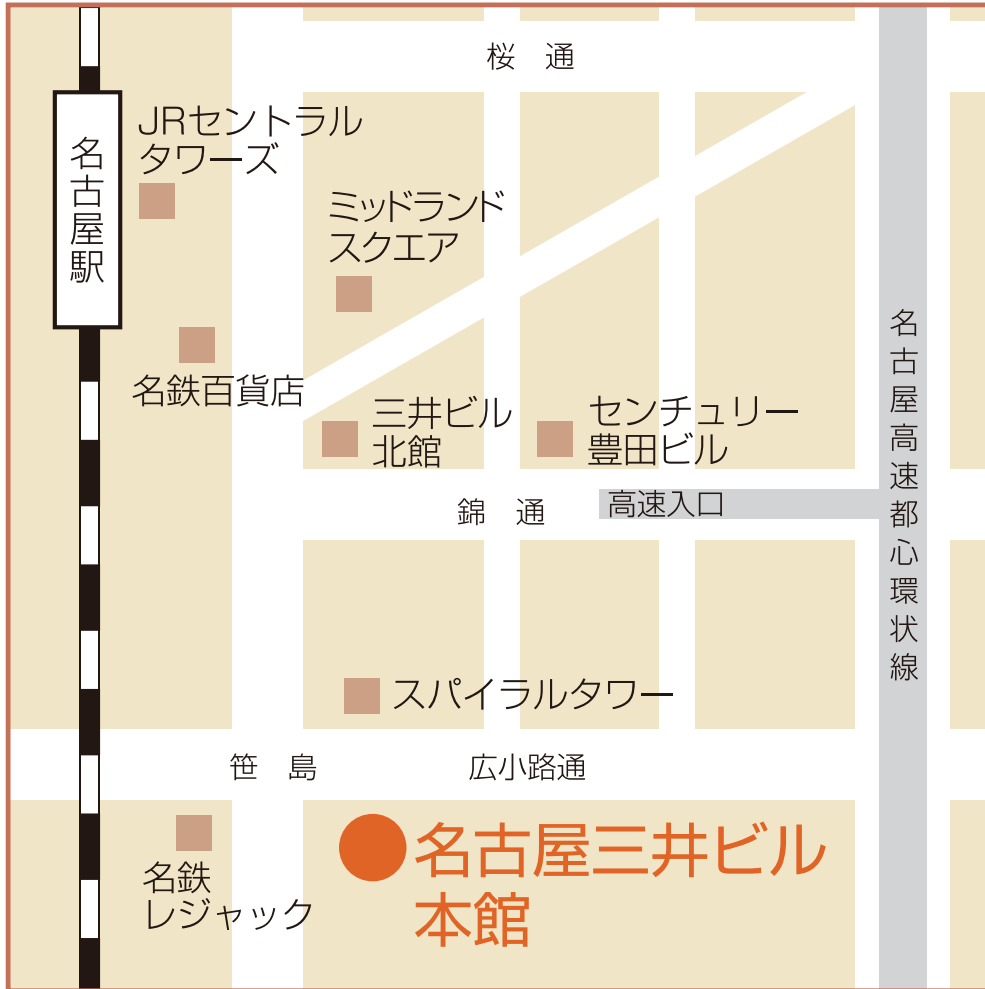 桜 通
JRセントラル
タワーズ
名古屋駅
ミッドランド
スクエア
名鉄百貨店
三井ビル
北館
センチュリー
豊田ビル
名古屋高速都心環状線
錦 通
高速入口
スパイラルタワー
笹 島
広小路通
名鉄
レジャック
名古屋三井ビル
本館